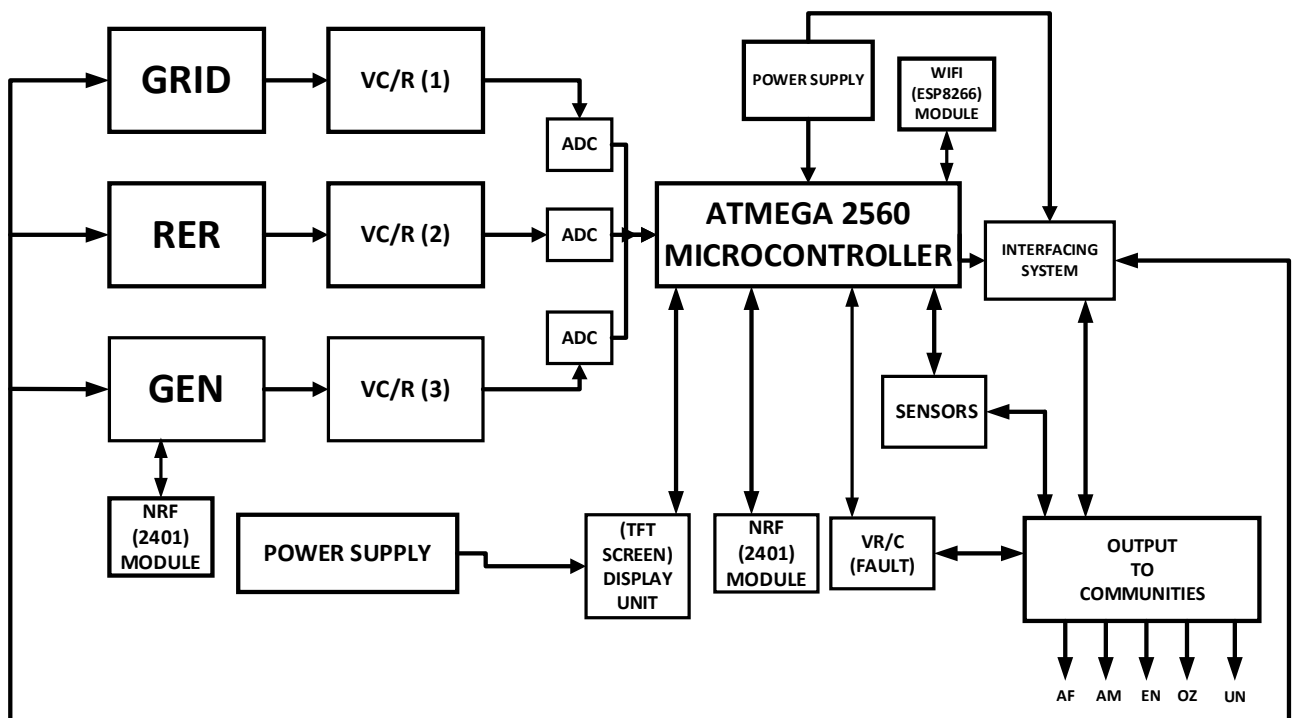 GRID
VC/R (1)
ADC
POWER SUPPLY
WIFI
(ESP8266)
MODULE
RER
VC/R (2)
ADC
ATMEGA 2560
MICROCONTROLLER
INTERFACING
SYSTEM
GEN
VC/R (3)
ADC
SENSORS
NRF
(2401)
MODULE
POWER SUPPLY
(TFT
SCREEN)
DISPLAY
UNIT
NRF
(2401)
MODULE
VR/C
(FAULT)
OUTPUT
TO
COMMUNITIES
AF AM EN OZ UN